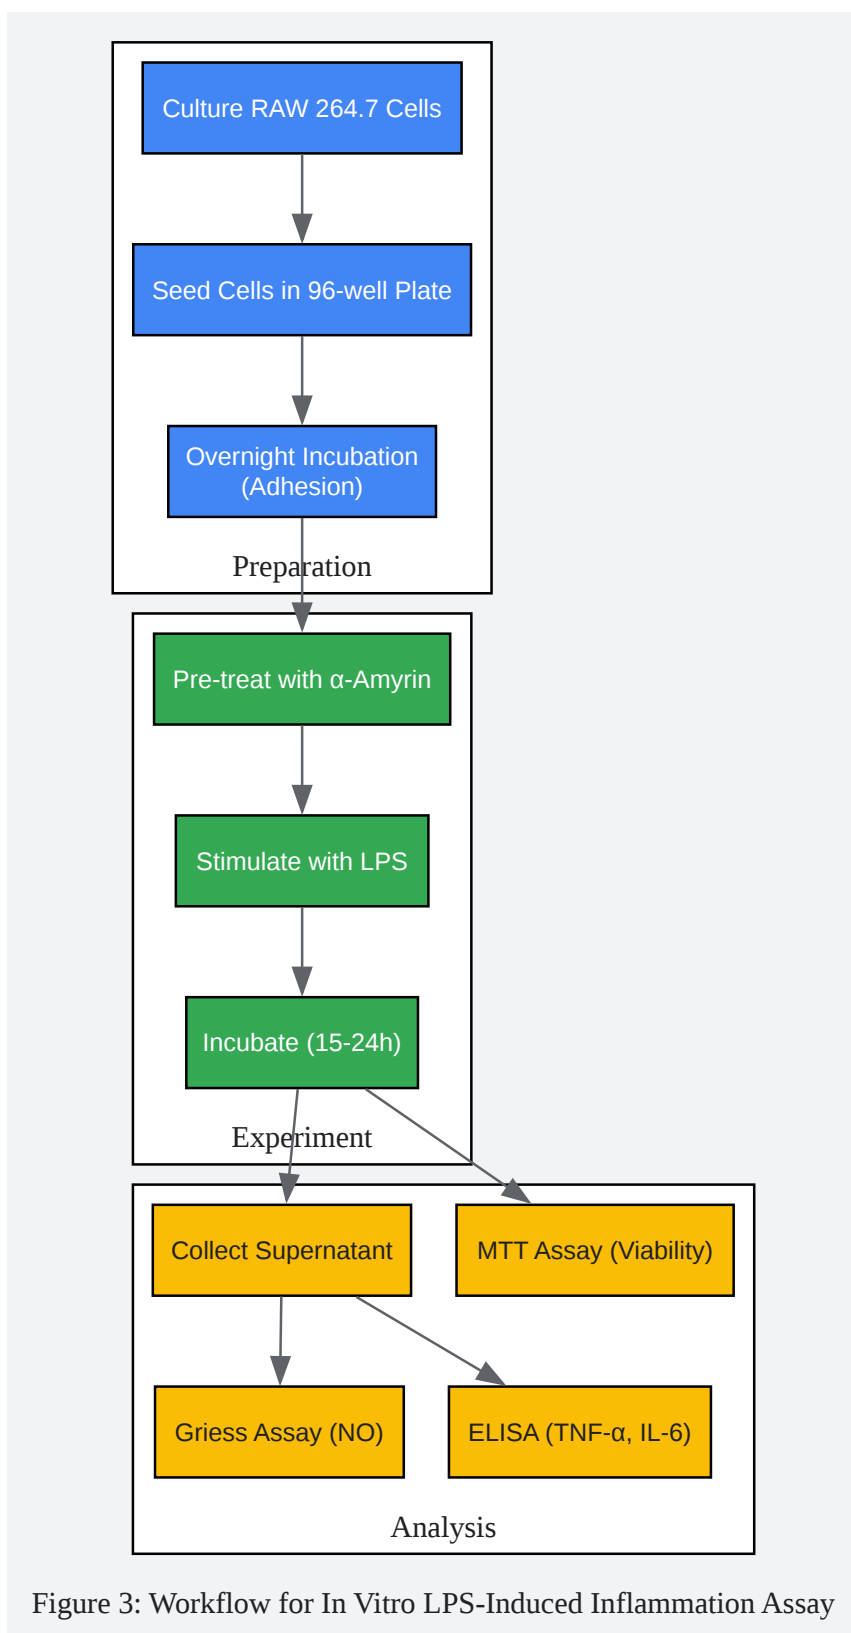 Culture RAW 264.7 Cells
Seed Cells in 96-well Plate
Overnight Incubation
(Adhesion)
Preparation
Pre-treat with α-Amyrin
Stimulate with LPS
Incubate (15-24h)
Experiment
Collect Supernatant
MTT Assay (Viability)
Griess Assay (NO)
ELISA (TNF-α, IL-6)
Analysis
Figure 3: Workflow for In Vitro LPS-Induced Inflammation Assay